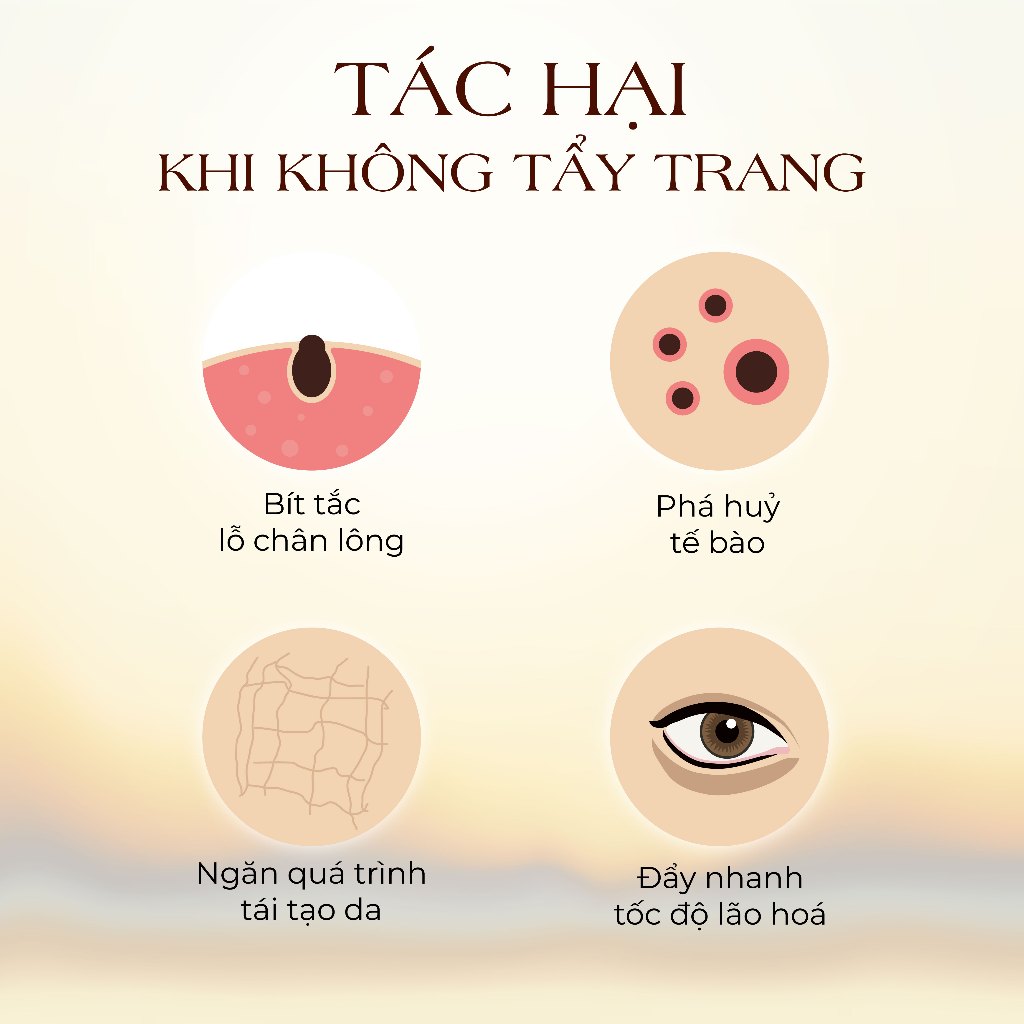 TÁC HẠI
KHI KHÔNG TẨY TRANG
Bít tắc
lỗ chân lông
Phá huỷ
tế bào
Ngăn quá trình
tái tạo da
Đẩy nhanh
tốc độ lão hoá